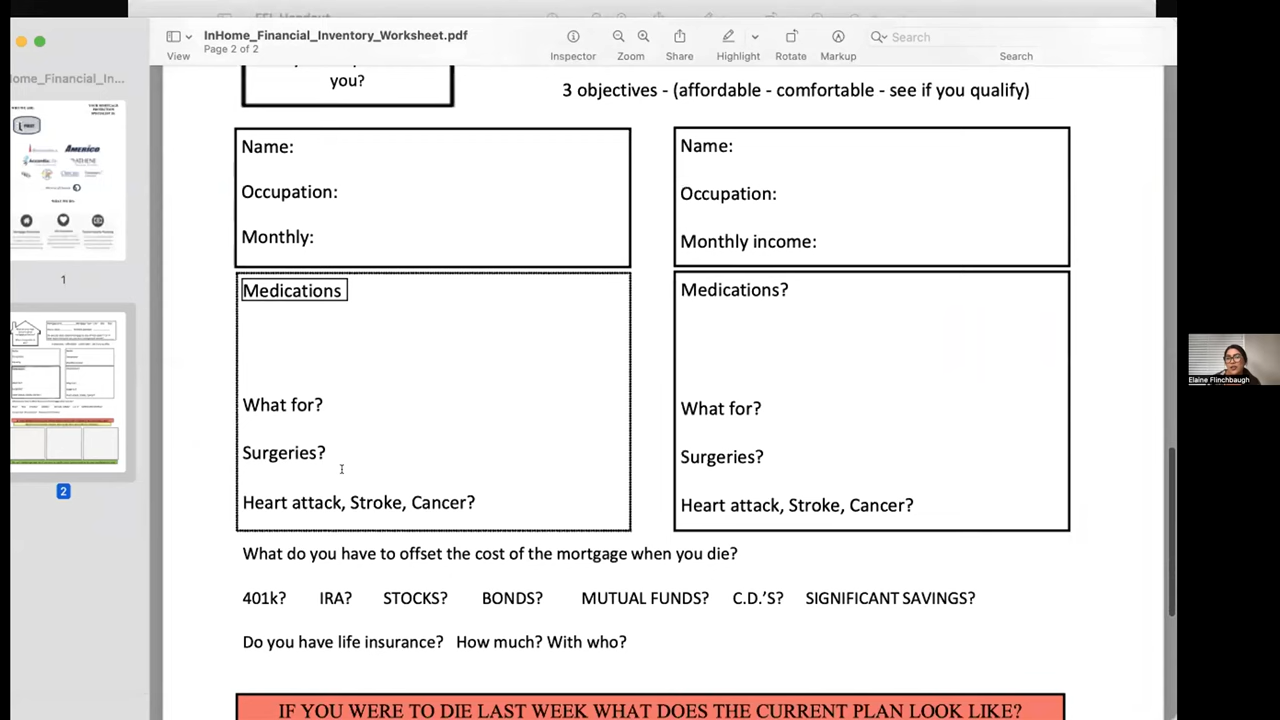 EFI Handout
InHome_Financial_Inventory_Worksheet.pdf
Page 2 of 2
View
Inspector
Zoom
Share
Highlight
Rotate
Markup
Search
Search
ome_Financial_In...
you?
3 objectives - (affordable - comfortable - see if you qualify)
Name:
Occupation:
Monthly:
Name:
Occupation:
Monthly income:
Medications
What for?
Surgeries?
Heart attack, Stroke, Cancer?
Medications?
What for?
Surgeries?
Heart attack, Stroke, Cancer?
What do you have to offset the cost of the mortgage when you die?
401k? IRA? STOCKS? BONDS? MUTUAL FUNDS? C.D.'S? SIGNIFICANT SAVINGS?
Do you have life insurance? How much? With who?
IF YOU WERE TO DIE LAST WEEK WHAT DOES THE CURRENT PLAN LOOK LIKE?
AMERICO
1
2
Elaine Flinchbaugh